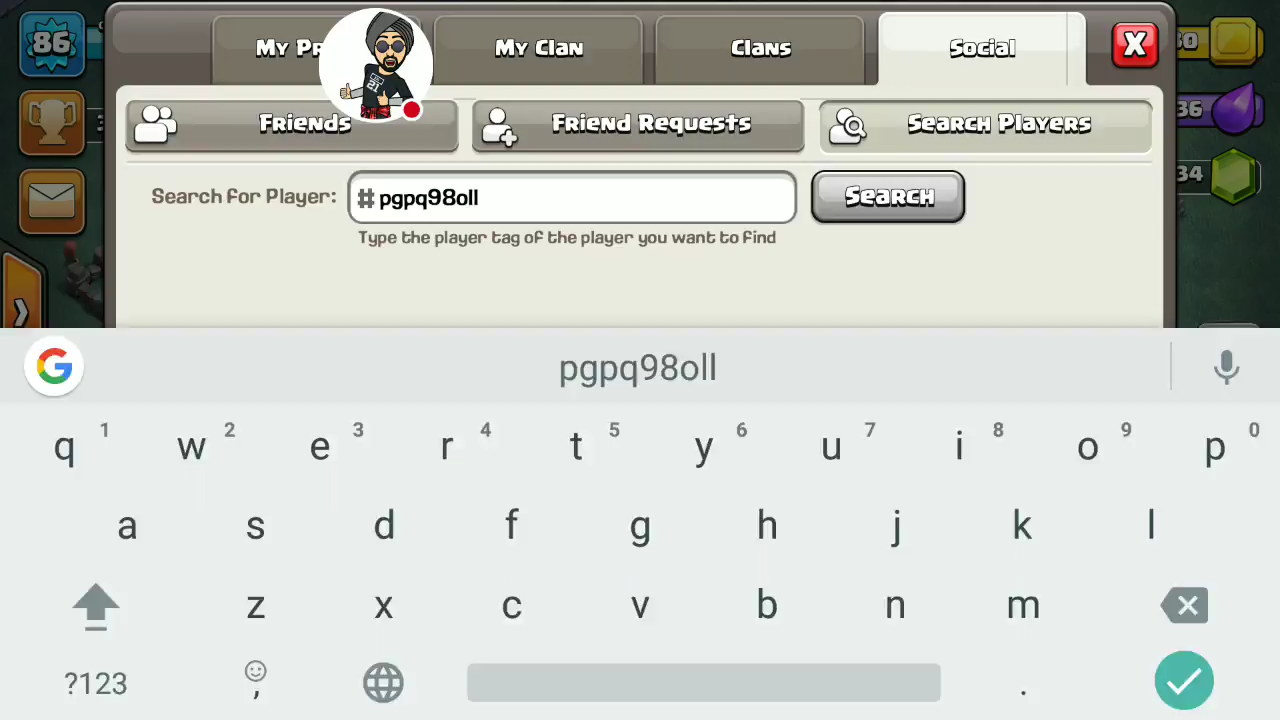 86
My Pr
My Clan
Clans
Social
X
Friends
Friend Requests
Search Players
36
34
Search for Player:
# pgpq98oll
Search
Type the player tag of the player you want to find
G
pgpq98oll
q 1 w 2 e 3 r 4 t 5 y 6 u 7 i 8 o 9 p 0
a s d f g h j k l
z x c v b n m
?123 , .